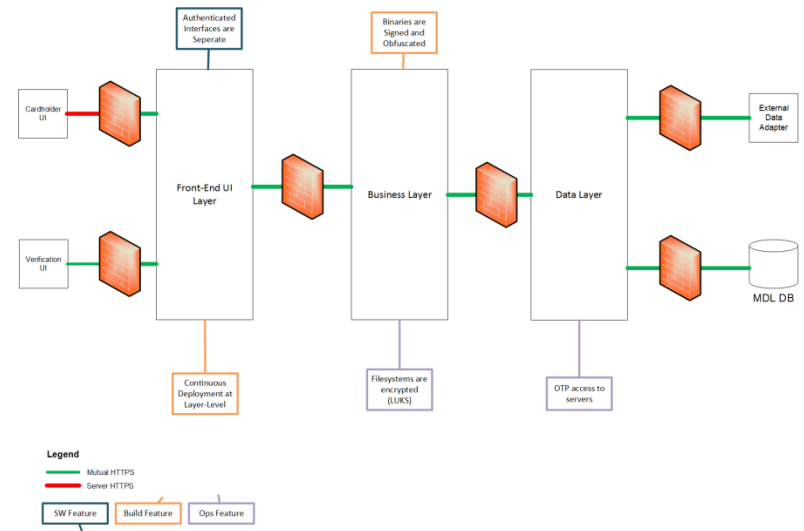 Authenticated
Interfaces are
Seperate
Binaries are
Signed and
Obfuscated
Cardholder
UI
External
Data
Adapter
Front-End UI
Layer
Business Layer
Data Layer
Verification
UI
MDL DB
Continuous
Deployment at
Layer-Level
Filesystems are
encrypted
(LUKS)
OTP access to
servers
Legend
Mutual HTTPS
Server HTTPS
SW Feature
Build Feature
Ops Feature